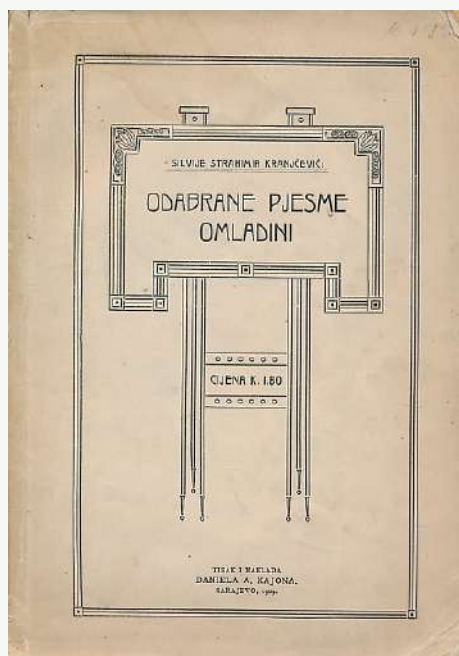 SILVIJE STRAHIMIR KRANJČEVIĆ:
ODABRANE PJESME
OMLADINI
CIJENA K. 1.80
TISAK I NAKLADA
DANIELA A. KAJONA.
SARAJEVO, 1909.